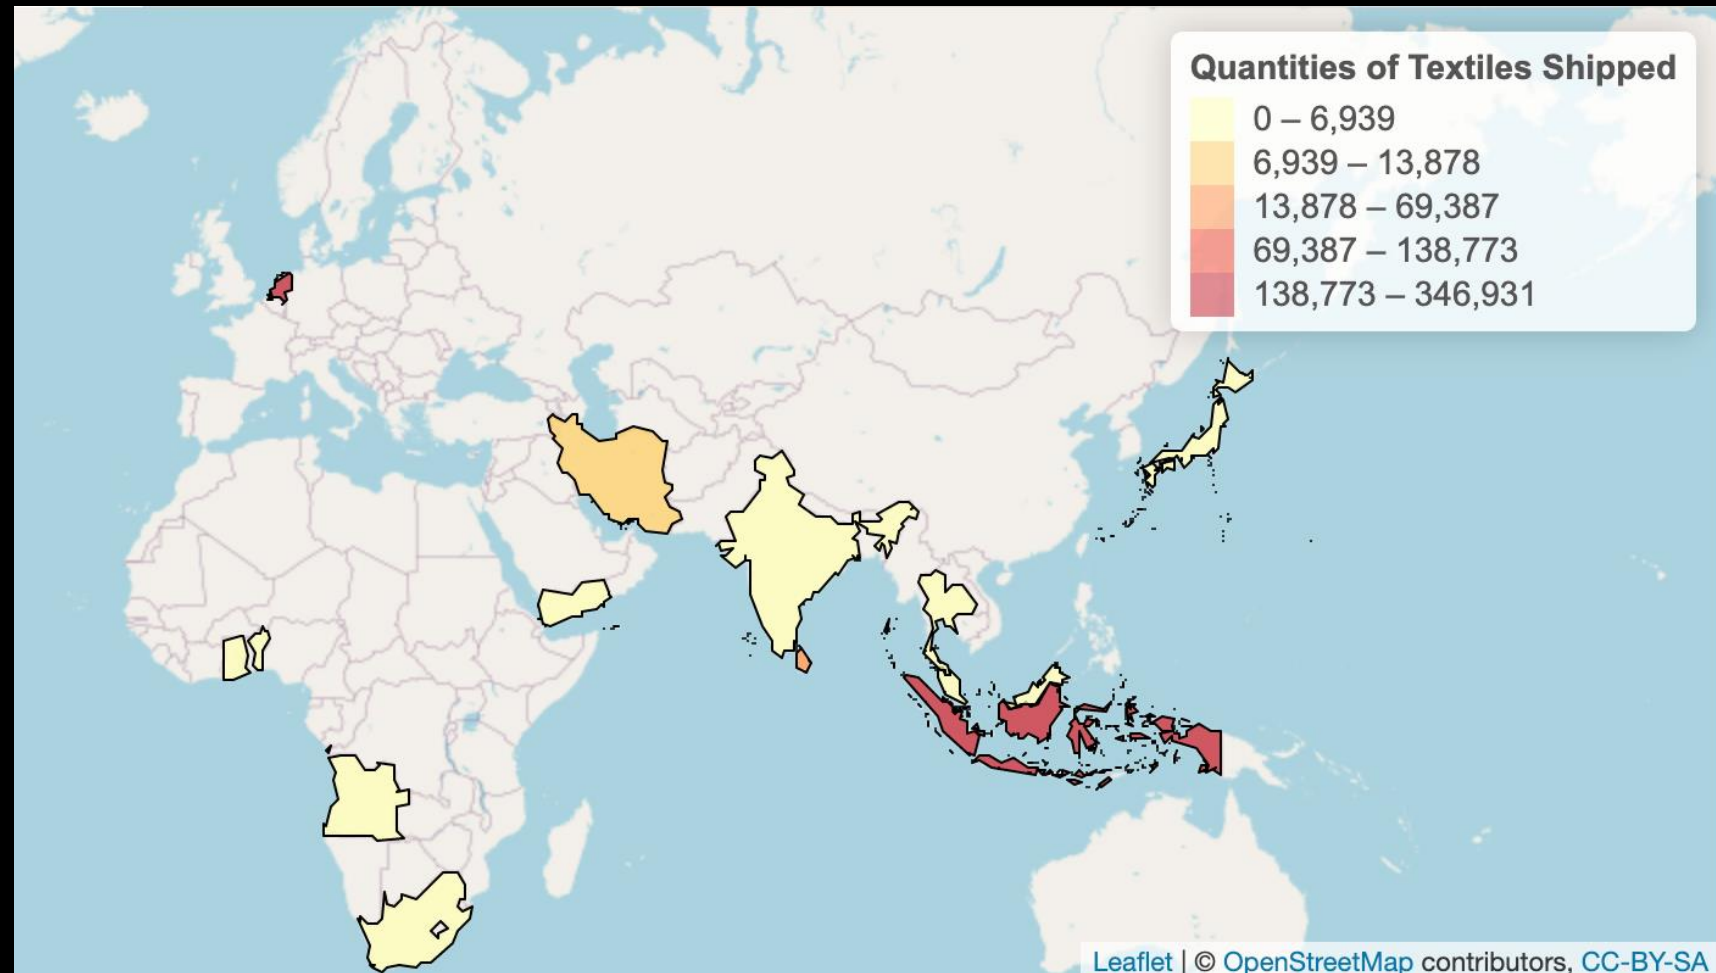 Quantities of Textiles Shipped
0 – 6,939
6,939 – 13,878
13,878 – 69,387
69,387 – 138,773
138,773 – 346,931
Leaflet | © OpenStreetMap contributors, CC-BY-SA